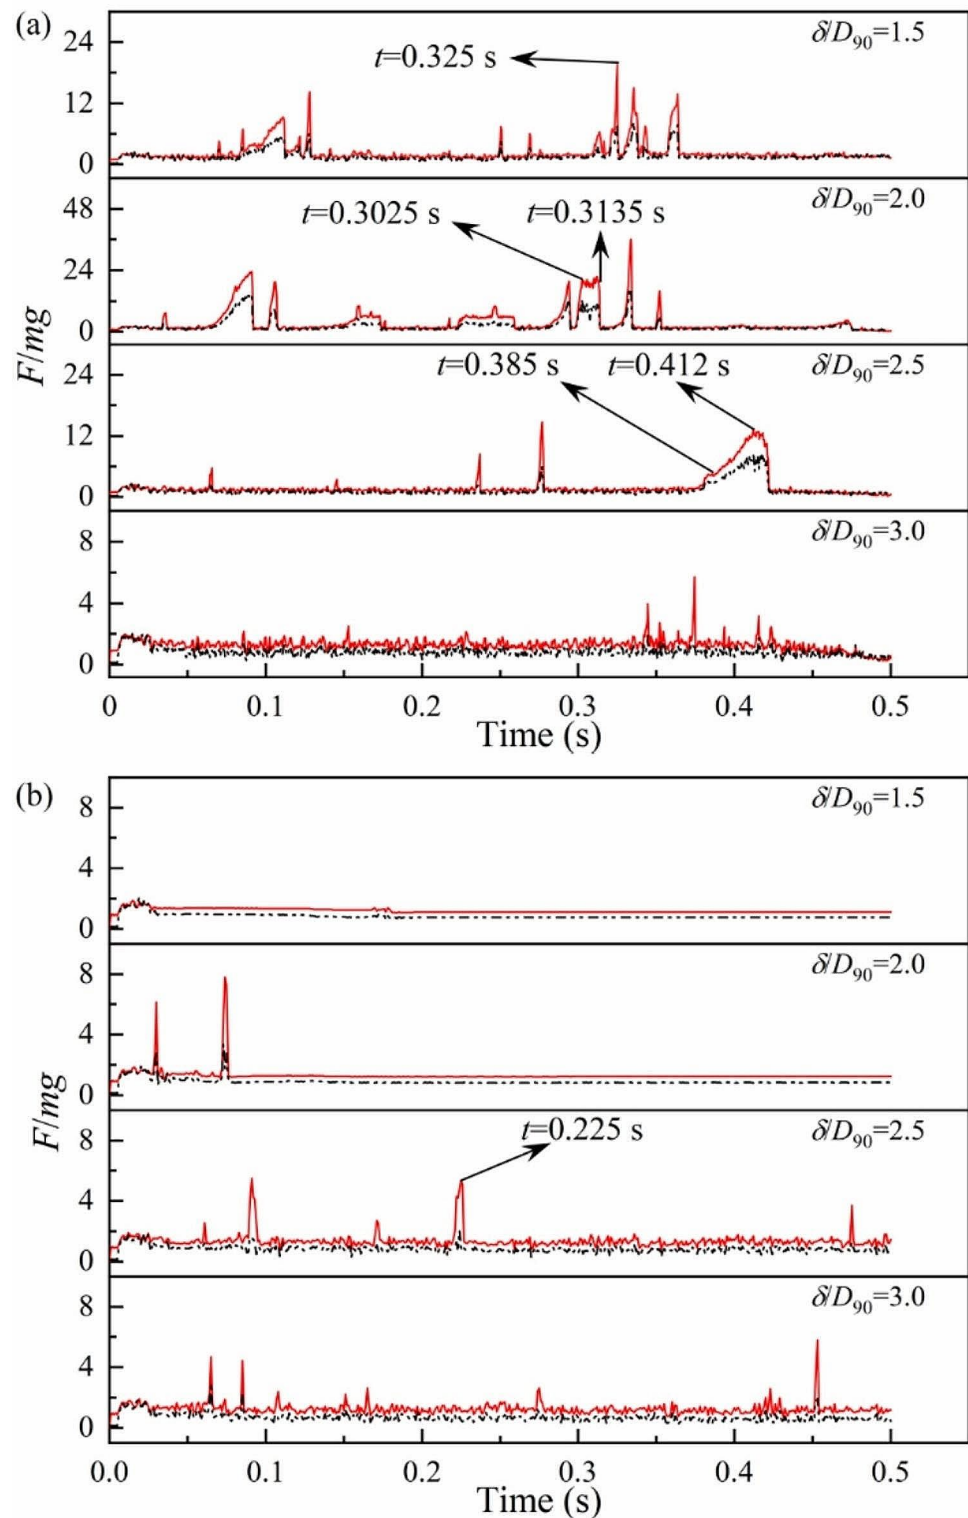 (a)
δ/D90=1.5
24
12
0
t=0.325 s
δ/D90=2.0
48
24
0
t=0.3025 s
t=0.3135 s
F/mg
δ/D90=2.5
24
12
0
t=0.385 s
t=0.412 s
δ/D90=3.0
8
4
0
0 0.1 0.2 0.3 0.4 0.5
Time (s)
(b)
δ/D90=1.5
8
4
0
δ/D90=2.0
8
4
0
F/mg
δ/D90=2.5
8
4
0
t=0.225 s
δ/D90=3.0
8
4
0
0.0 0.1 0.2 0.3 0.4 0.5
Time (s)